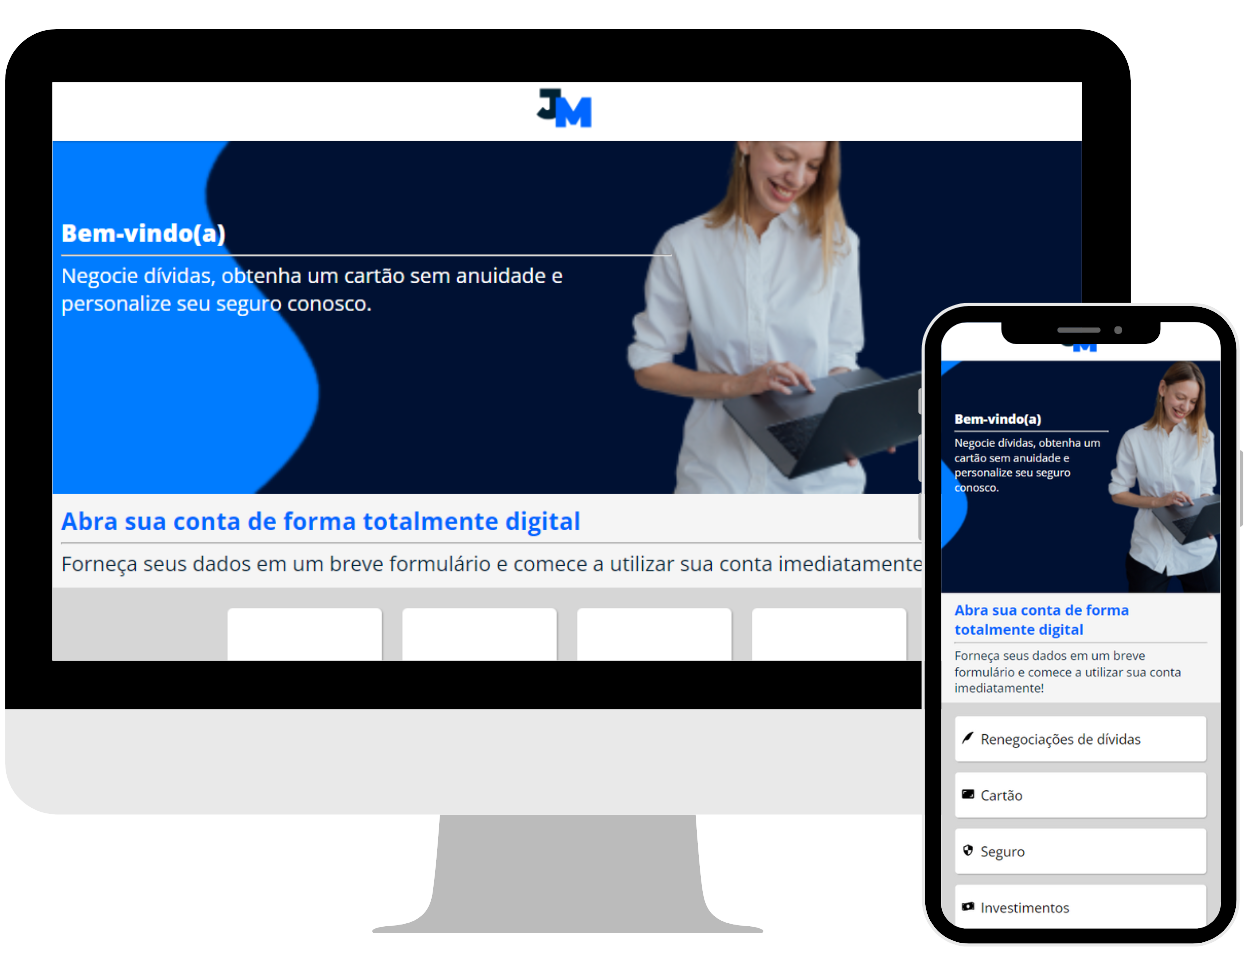 JM
Bem-vindo(a)
Negocie dívidas, obtenha um cartão sem anuidade e
personalize seu seguro conosco.
Abra sua conta de forma totalmente digital
Forneça seus dados em um breve formulário e comece a utilizar sua conta imediatamente
JM
Bem-vindo(a)
Negocie dívidas, obtenha um
cartão sem anuidade e
personalize seu seguro
conosco.
Abra sua conta de forma
totalmente digital
Forneça seus dados em um breve
formulário e comece a utilizar sua conta
imediatamente!
Renegociações de dívidas
Cartão
Seguro
Investimentos